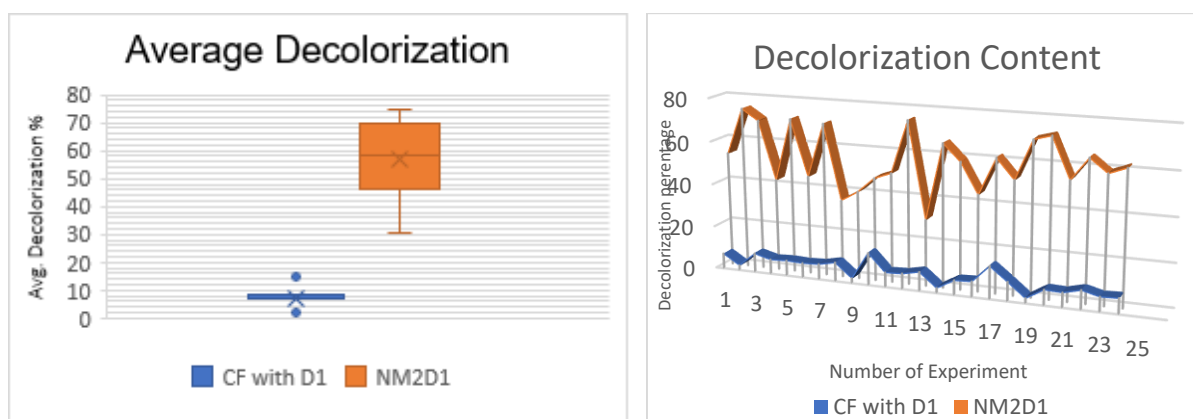 Average Decolorization
Avg. Decolorization %
80
70
60
50
40
30
20
10
0
CF with D1 NM2D1
Decolorization Content
Decolorization perentage
80
60
40
20
0
1 3 5 7 9 11 13 15 17 19 21 23 25
Number of Experiment
CF with D1 NM2D1